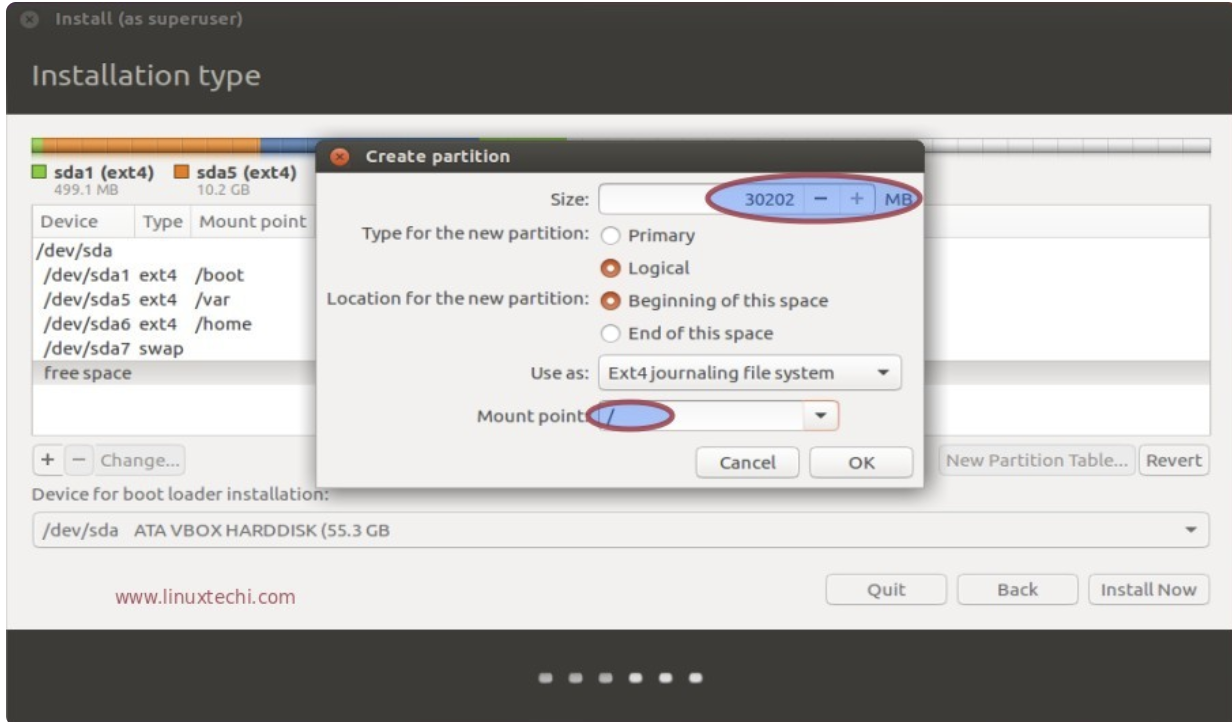 Install (as superuser)
Installation type
sda1 (ext4) sda5 (ext4)
499.1 MB 10.2 GB
Device Type Mount point
/dev/sda
/dev/sda1 ext4 /boot
/dev/sda5 ext4 /var
/dev/sda6 ext4 /home
/dev/sda7 swap
free space
Create partition
Size: 30202 − + MB
Type for the new partition: Primary
Logical
Location for the new partition: Beginning of this space
End of this space
Use as: Ext4 journaling file system
Mount point: /
Cancel OK
+ − Change... New Partition Table... Revert
Device for boot loader installation:
/dev/sda ATA VBOX HARDDISK (55.3 GB
www.linuxtechi.com
Quit Back Install Now